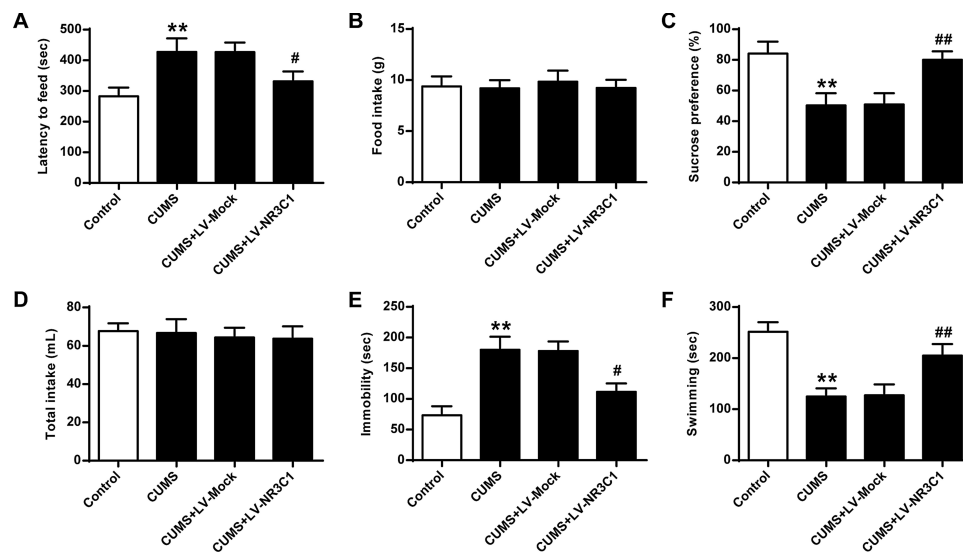 A
Latency to feed (sec)
500
400
300
200
100
0
**
#
Control
CUMS
CUMS+LV-Mock
CUMS+LV-NR3C1
B
Food intake (g)
15
10
5
0
Control
CUMS
CUMS+LV-Mock
CUMS+LV-NR3C1
C
Sucrose preference (%)
100
80
60
40
20
0
**
##
Control
CUMS
CUMS+LV-Mock
CUMS+LV-NR3C1
D
Total intake (mL)
80
60
40
20
0
Control
CUMS
CUMS+LV-Mock
CUMS+LV-NR3C1
E
Immobility (sec)
250
200
150
100
50
0
**
#
Control
CUMS
CUMS+LV-Mock
CUMS+LV-NR3C1
F
Swimming (sec)
300
200
100
0
**
##
Control
CUMS
CUMS+LV-Mock
CUMS+LV-NR3C1